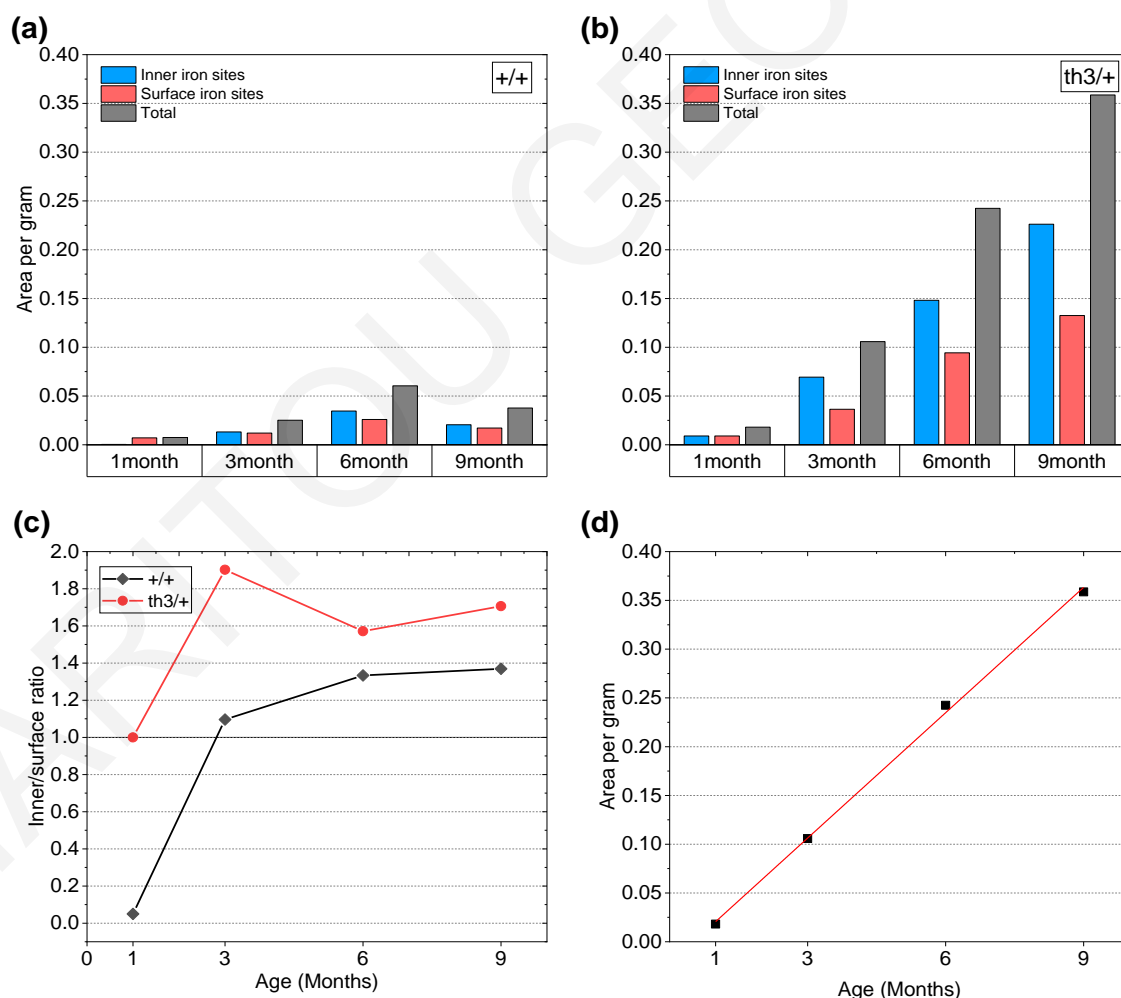 (a)
0.40
0.35
0.30
0.25
0.20
0.15
0.10
0.05
0.00
Area per gram
Inner iron sites
Surface iron sites
Total
+/+
1month 3month 6month 9month
(b)
0.40
0.35
0.30
0.25
0.20
0.15
0.10
0.05
0.00
Inner iron sites
Surface iron sites
Total
th3/+
1month 3month 6month 9month
(c)
2.0
1.8
1.6
1.4
1.2
1.0
0.8
0.6
0.4
0.2
0.0
Inner/surface ratio
+/+
th3/+
0 1 3 6 9
Age (Months)
(d)
0.40
0.35
0.30
0.25
0.20
0.15
0.10
0.05
0.00
Area per gram
1 3 6 9
Age (Months)
ARITOU GEO